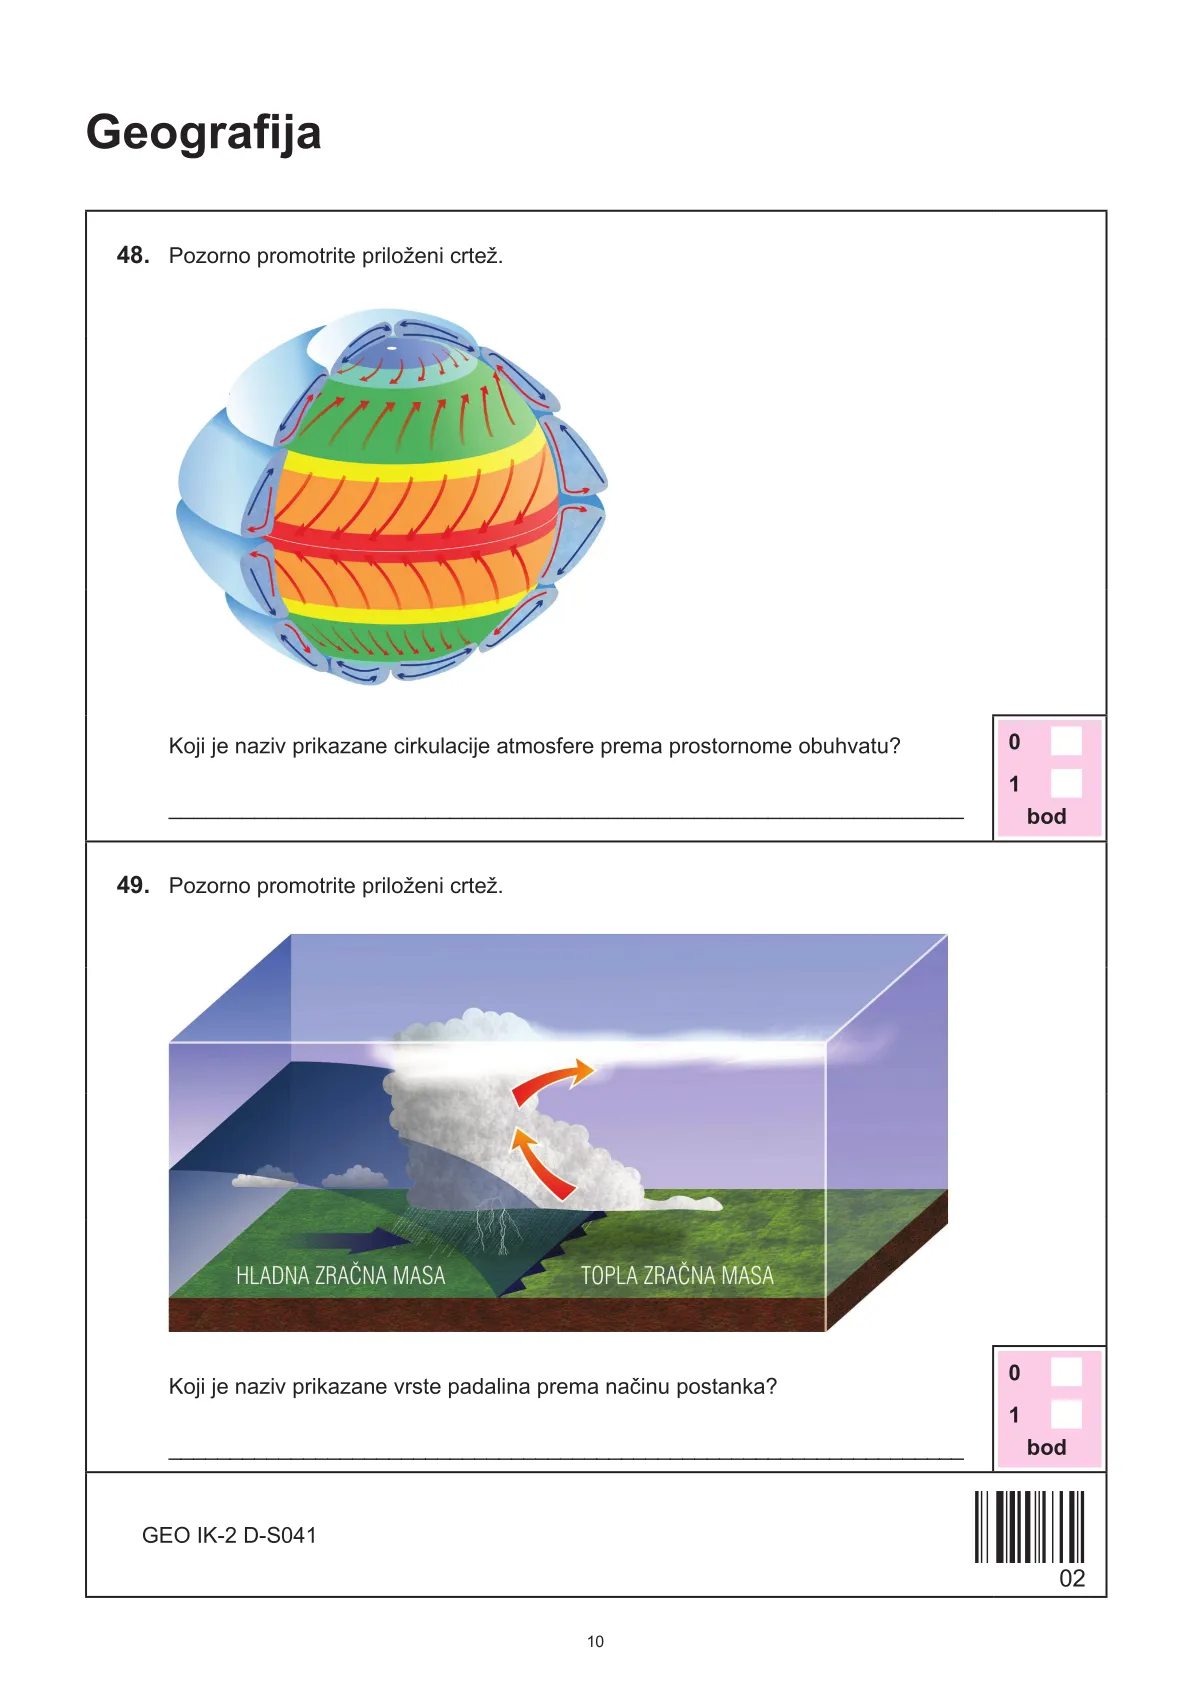 Geografija
48. Pozorno promotrite priloženi crtež.
Koji je naziv prikazane cirkulacije atmosfere prema prostornome obuhvatu?
0
1
bod
49. Pozorno promotrite priloženi crtež.
HLADNA ZRAČNA MASA
TOPLA ZRAČNA MASA
Koji je naziv prikazane vrste padalina prema načinu postanka?
0
1
bod
GEO IK-2 D-S041
02
10